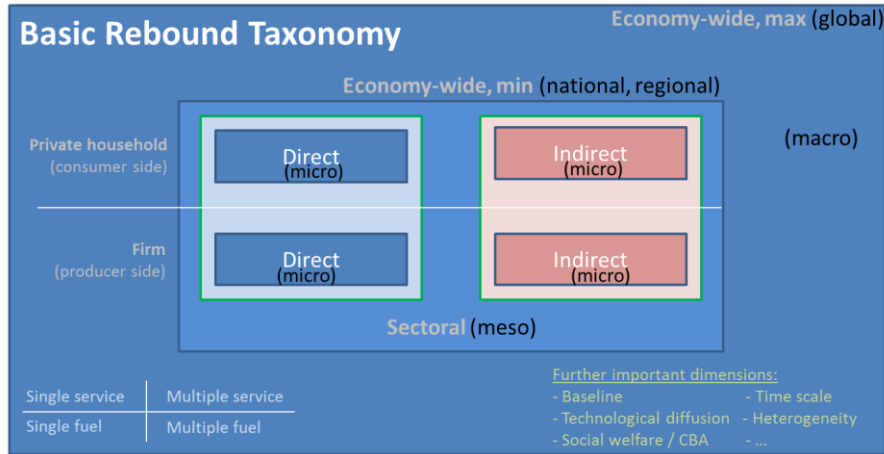 Economy-wide, max (global)
Basic Rebound Taxonomy
Economy-wide, min (national, regional)
Private household
(consumer side)
Direct
(micro)
Indirect
(micro)
(macro)
Firm
(producer side)
Direct
(micro)
Indirect
(micro)
Sectoral (meso)
Single service
Multiple service
Single fuel
Multiple fuel
Further important dimensions:
- Baseline
- Time scale
- Technological diffusion
- Heterogeneity
- Social welfare / CBA
- ...